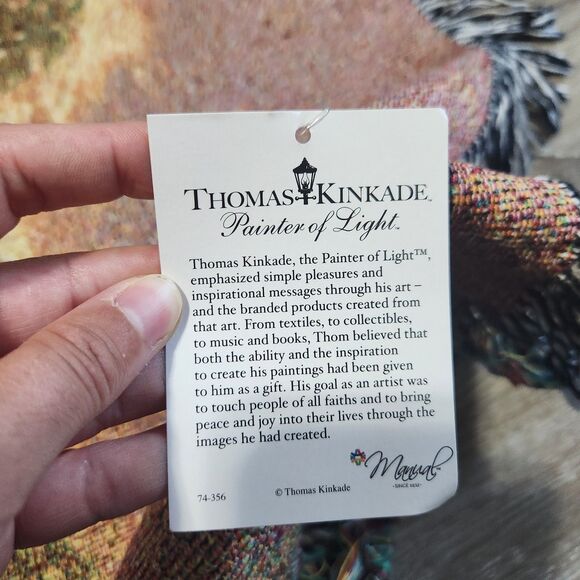 THOMAS KINKADE™
Painter of Light™
Thomas Kinkade, the Painter of Light™,
emphasized simple pleasures and
inspirational messages through his art –
and the branded products created from
that art. From textiles, to collectibles,
to music and books, Thom believed that
both the ability and the inspiration
to create his paintings had been given
to him as a gift. His goal as an artist was
to touch people of all faiths and to bring
peace and joy into their lives through the
images he had created.
Manual™
74-356
© Thomas Kinkade